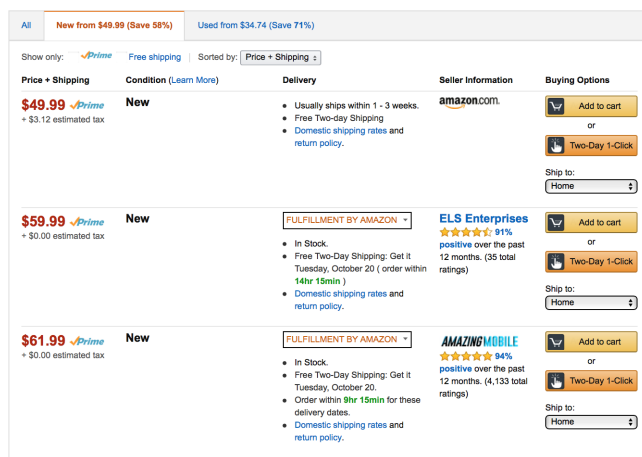 All
New from $49.99 (Save 58%)
Used from $34.74 (Save 71%)
Show only:
Prime
Free shipping
Sorted by:
Price + Shipping
Price + Shipping
Condition (Learn More)
Delivery
Seller Information
Buying Options
$49.99 Prime
+ $3.12 estimated tax
New
Usually ships within 1 - 3 weeks.
Free Two-day Shipping
Domestic shipping rates and
return policy.
amazon.com.
Add to cart
or
Two-Day 1-Click
Ship to:
Home
$59.99 Prime
+ $0.00 estimated tax
New
FULFILLMENT BY AMAZON
In Stock.
Free Two-Day Shipping: Get it
Tuesday, October 20 ( order within
14hr 15min )
Domestic shipping rates and
return policy.
ELS Enterprises
91%
positive over the past
12 months. (35 total
ratings)
Add to cart
or
Two-Day 1-Click
Ship to:
Home
$61.99 Prime
+ $0.00 estimated tax
New
FULFILLMENT BY AMAZON
In Stock.
Free Two-Day Shipping: Get it
Tuesday, October 20.
Order within 9hr 15min for these
delivery dates.
Domestic shipping rates and
return policy.
AMAZING MOBILE
94%
positive over the past
12 months. (4,133 total
ratings)
Add to cart
or
Two-Day 1-Click
Ship to:
Home